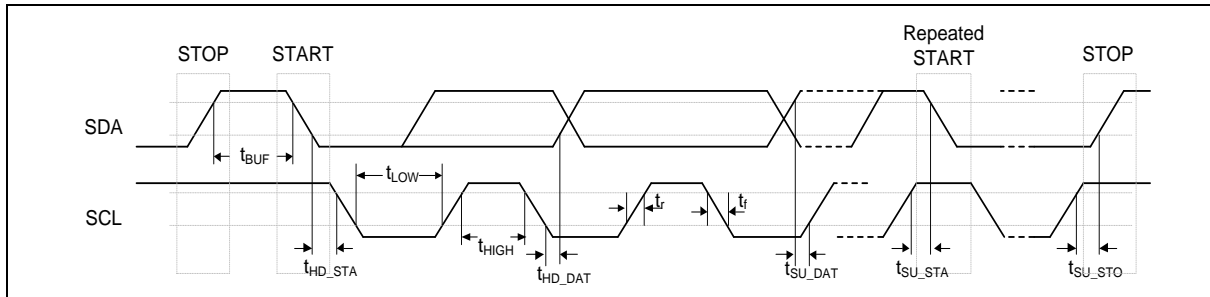 STOP
START
Repeated
START
STOP
SDA
tBUF
tLOW
SCL
tr
tf
tHIGH
tHD_STA
tHD_DAT
tSU_DAT
tSU_STA
tSU_STO